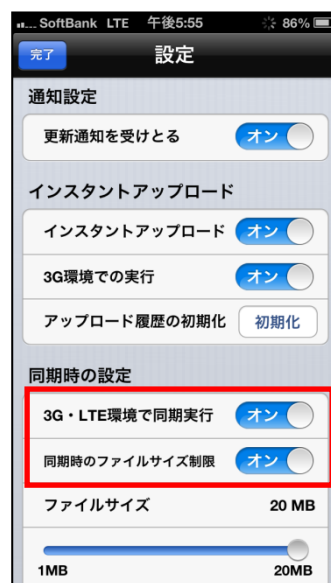 SoftBank LTE 午後5:55 86%
完了 設定
通知設定
更新通知を受けとる オン
インスタントアップロード
インスタントアップロード オン
3G環境での実行 オン
アップロード履歴の初期化 初期化
同期時の設定
3G・LTE環境で同期実行 オン
同期時のファイルサイズ制限 オン
ファイルサイズ 20 MB
1MB 20MB